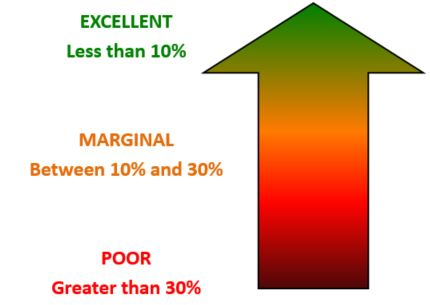 EXCELLENT
Less than 10%
MARGINAL
Between 10% and 30%
POOR
Greater than 30%